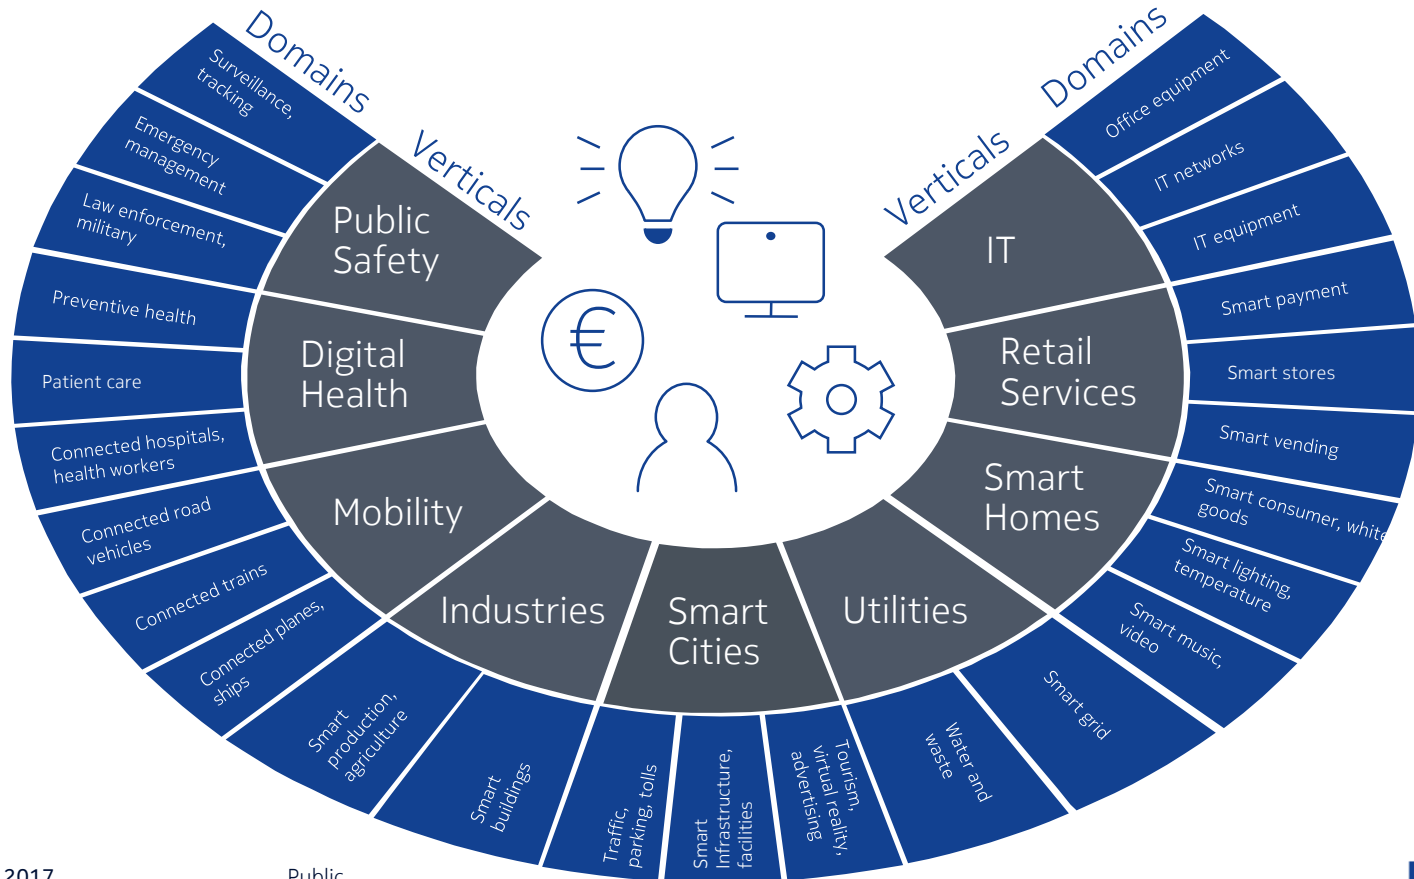 Domains
Verticals
Domains
Verticals
Surveillance,
tracking
Emergency
management
Law enforcement,
military
Preventive health
Patient care
Connected hospitals,
health workers
Connected road
vehicles
Connected trains
Connected planes,
ships
Smart
production,
agriculture
Smart
buildings
Traffic,
parking, tolls
Smart
Infrastructure,
facilities
Tourism,
virtual reality,
advertising
Water and
waste
Smart grid
Smart music,
video
Smart lighting,
temperature
Smart consumer, white
goods
Smart vending
Smart stores
Smart payment
IT equipment
IT networks
Office equipment
Public
Safety
Digital
Health
Mobility
Industries
Smart
Cities
Utilities
Smart
Homes
Retail
Services
IT
€
2017
Public